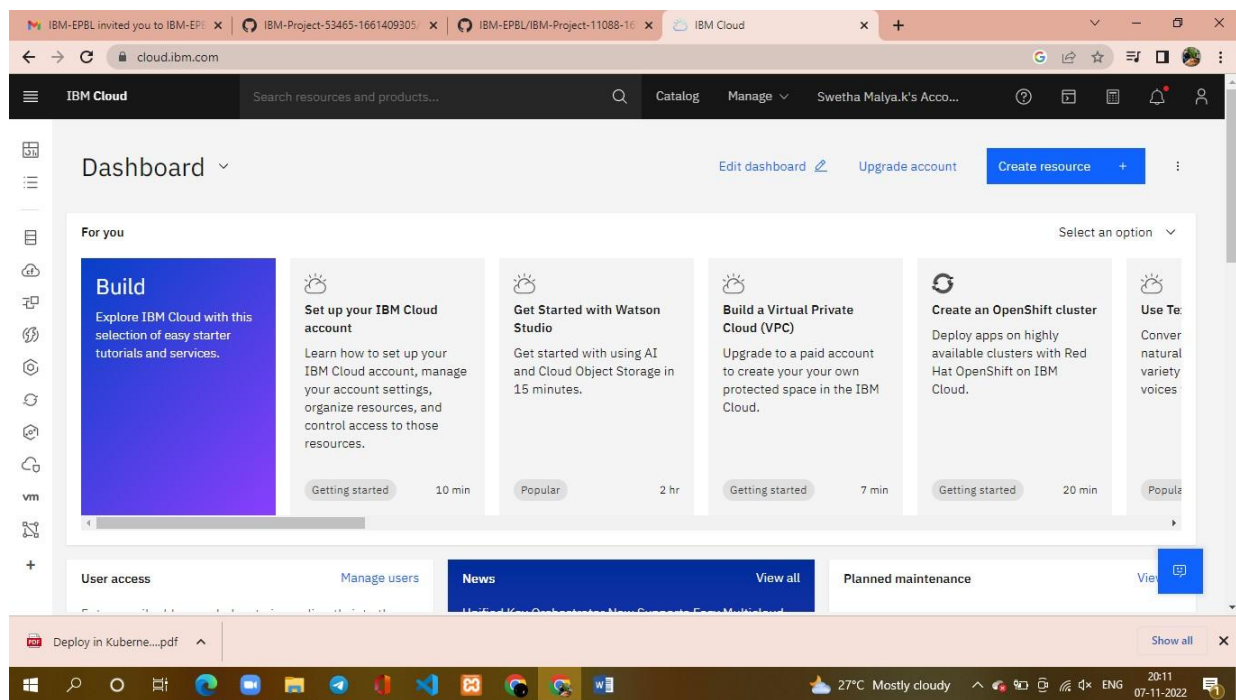 IBM-EPBL invited you to IBM-EPB
IBM-Project-53465-1661409305/
IBM-EPBL/IBM-Project-11088-16
IBM Cloud
cloud.ibm.com
IBM Cloud
Search resources and products...
Catalog
Manage
Swetha Malya.k's Acco...
Dashboard
Edit dashboard
Upgrade account
Create resource +
For you
Select an option
Build
Explore IBM Cloud with this
selection of easy starter
tutorials and services.
Set up your IBM Cloud
account
Learn how to set up your
IBM Cloud account, manage
your account settings,
organize resources, and
control access to those
resources.
Getting started
10 min
Get Started with Watson
Studio
Get started with using AI
and Cloud Object Storage in
15 minutes.
Popular
2 hr
Build a Virtual Private
Cloud (VPC)
Upgrade to a paid account
to create your your own
protected space in the IBM
Cloud.
Getting started
7 min
Create an OpenShift cluster
Deploy apps on highly
available clusters with Red
Hat OpenShift on IBM
Cloud.
Getting started
20 min
Use Te
Conver
natural
variety
voices
Popula
vm
User access
Manage users
News
View all
Unified Key Orchestrator Now Supports Easy Multicloud
Planned maintenance
Vie
Deploy in Kuberne....pdf
Show all
27°C Mostly cloudy
ENG
20:11
07-11-2022